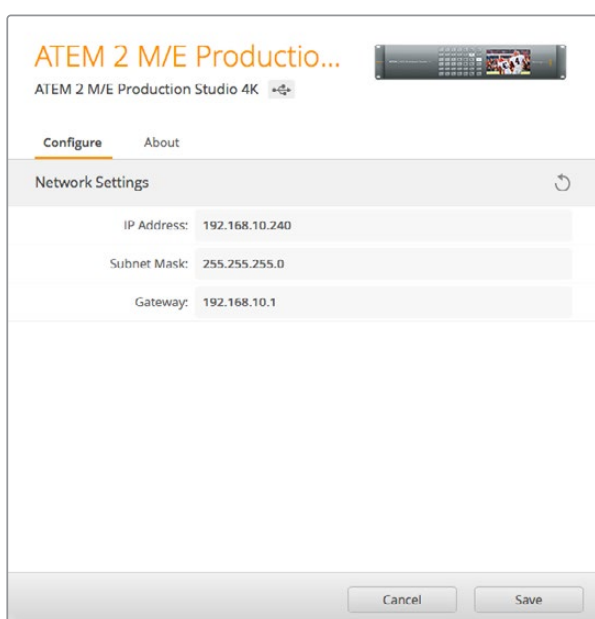 ATEM 2 M/E Productio...
ATEM 2 M/E Production Studio 4K
Configure About
Network Settings
IP Address: 192.168.10.240
Subnet Mask: 255.255.255.0
Gateway: 192.168.10.1
Cancel Save